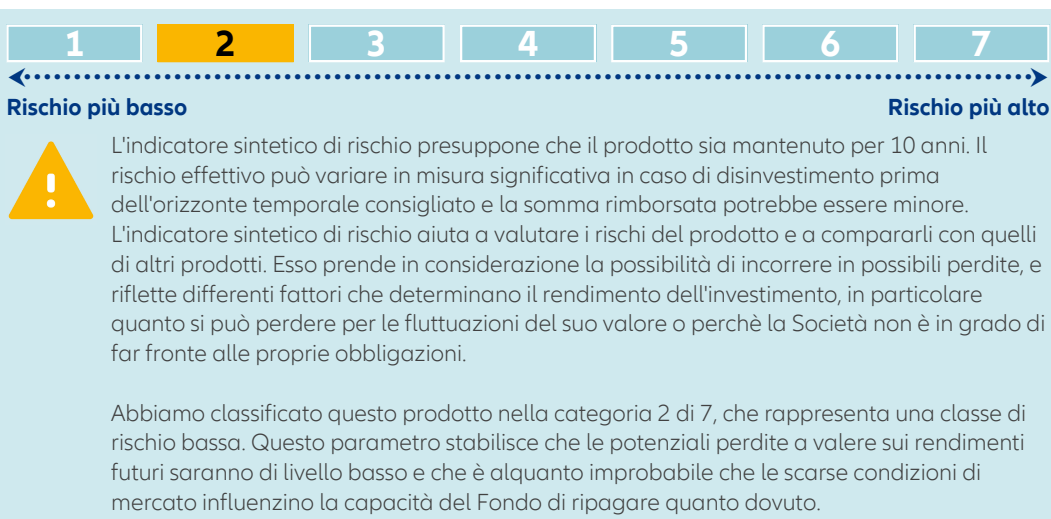 1 2 3 4 5 6 7
Rischio più basso Rischio più alto
L'indicatore sintetico di rischio presuppone che il prodotto sia mantenuto per 10 anni. Il
rischio effettivo può variare in misura significativa in caso di disinvestimento prima
dell'orizzonte temporale consigliato e la somma rimborsata potrebbe essere minore.
L'indicatore sintetico di rischio aiuta a valutare i rischi del prodotto e a compararli con quelli
di altri prodotti. Esso prende in considerazione la possibilità di incorrere in possibili perdite, e
riflette differenti fattori che determinano il rendimento dell'investimento, in particolare
quanto si può perdere per le fluttuazioni del suo valore o perchè la Società non è in grado di
far fronte alle proprie obbligazioni.
Abbiamo classificato questo prodotto nella categoria 2 di 7, che rappresenta una classe di
rischio bassa. Questo parametro stabilisce che le potenziali perdite a valere sui rendimenti
futuri saranno di livello basso e che è alquanto improbabile che le scarse condizioni di
mercato influenzino la capacità del Fondo di ripagare quanto dovuto.